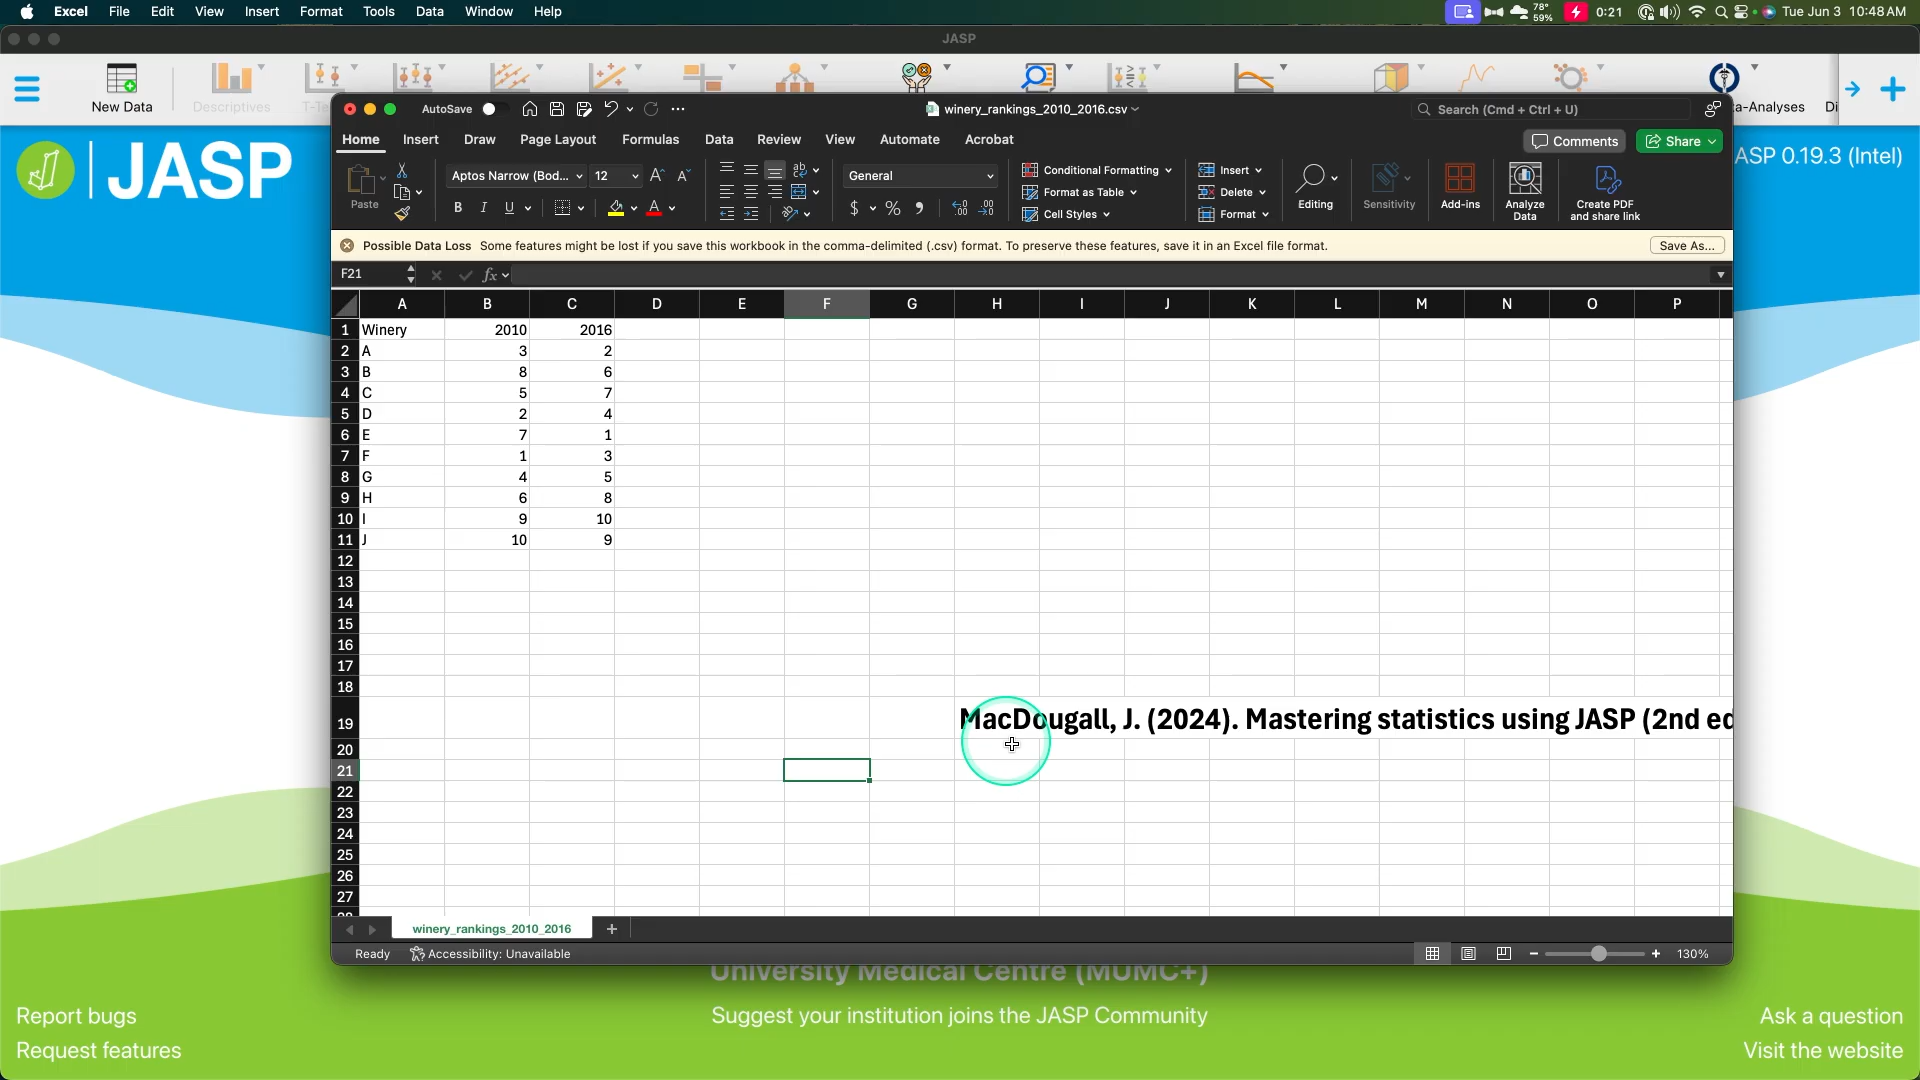 Excel File Edit View Insert Format Tools Data Window Help 78° 59% 0:21 Tue Jun 3 10:48 AM
JASP
New Data Descriptives a-Analyses
AutoSave winery_rankings_2010_2016.csv Search (Cmd + Ctrl + U)
Home Insert Draw Page Layout Formulas Data Review View Automate Acrobat Comments Share
JASP ASP 0.19.3 (Intel)
Paste Aptos Narrow (Bod... 12 General Conditional Formatting Insert
Format as Table Delete Editing Sensitivity Add-ins Analyze Data Create PDF and share link
B I U A $ % Cell Styles Format
Possible Data Loss Some features might be lost if you save this workbook in the comma-delimited (.csv) format. To preserve these features, save it in an Excel file format. Save As...
F21 fx
A B C D E F G H I J K L M N O P
1 Winery 2010 2016
2 A 3 2
3 B 8 6
4 C 5 7
5 D 2 4
6 E 7 1
7 F 1 3
8 G 4 5
9 H 6 8
10 I 9 10
11 J 10 9
12
13
14
15
16
17
18
19 MacDougall, J. (2024). Mastering statistics using JASP (2nd ed
20
21
22
23
24
25
26
27
winery_rankings_2010_2016
Ready Accessibility: Unavailable 130%
University Medical Centre (MUMC+)
Report bugs Suggest your institution joins the JASP Community Ask a question
Request features Visit the website